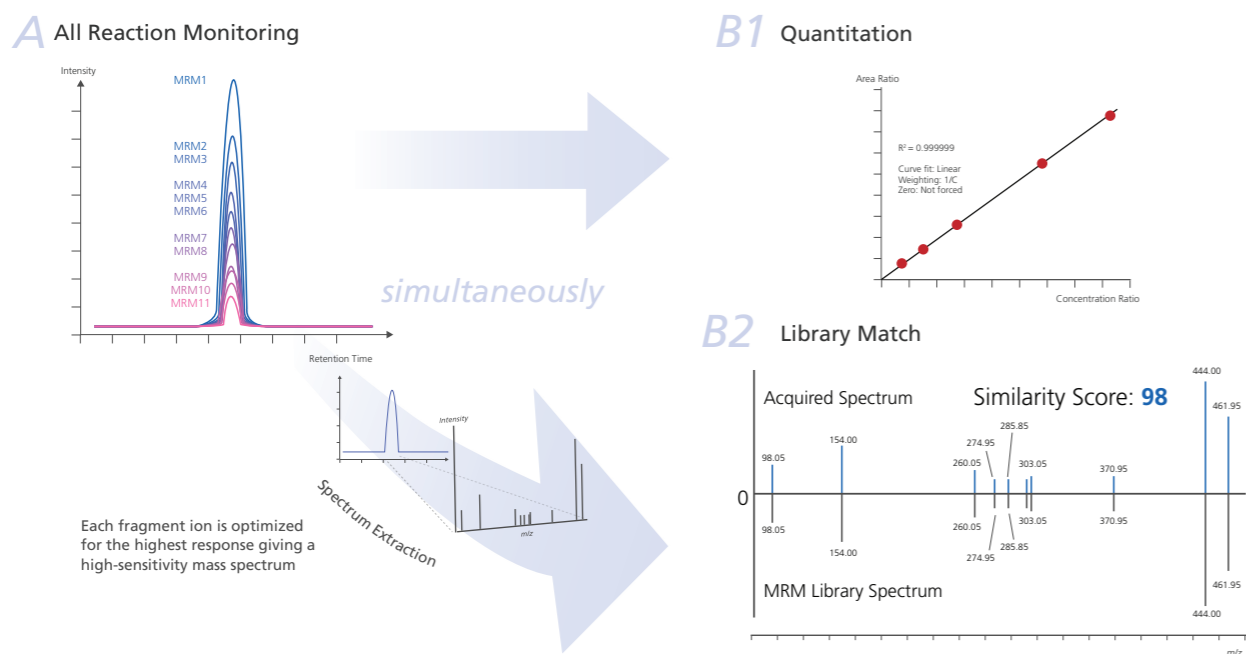 A All Reaction Monitoring
Intensity
MRM1
MRM2
MRM3
MRM4
MRM5
MRM6
MRM7
MRM8
MRM9
MRM10
MRM11
Retention Time
simultaneously
Intensity
m/z
Spectrum Extraction
Each fragment ion is optimized
for the highest response giving a
high-sensitivity mass spectrum
B1 Quantitation
Area Ratio
R² = 0.999999
Curve fit: Linear
Weighting: 1/C
Zero: Not forced
Concentration Ratio
B2 Library Match
Acquired Spectrum
Similarity Score: 98
98.05
154.00
260.05
274.95
285.85
303.05
370.95
444.00
461.95
0
98.05
154.00
260.05
274.95
285.85
303.05
370.95
444.00
461.95
MRM Library Spectrum
m/z